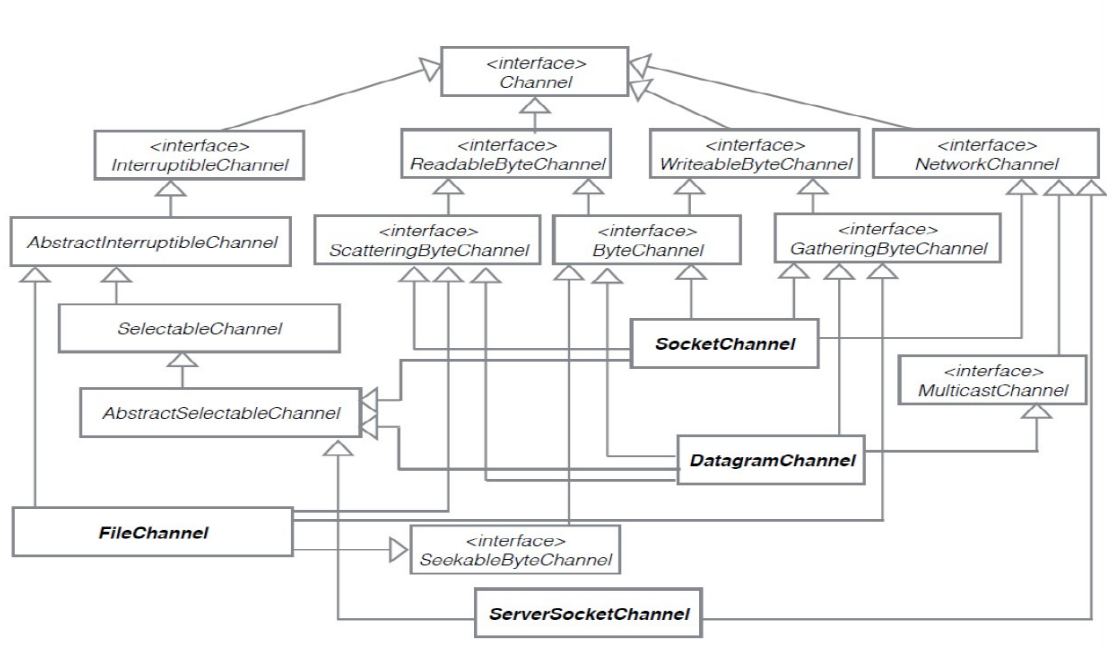 <interface>
Channel
<interface>
InterruptibleChannel
<interface>
ReadableByteChannel
<interface>
WriteableByteChannel
<interface>
NetworkChannel
AbstractInterruptibleChannel
<interface>
ScatteringByteChannel
<interface>
ByteChannel
<interface>
GatheringByteChannel
SelectableChannel
SocketChannel
<interface>
MulticastChannel
AbstractSelectableChannel
DatagramChannel
FileChannel
<interface>
SeekableByteChannel
ServerSocketChannel